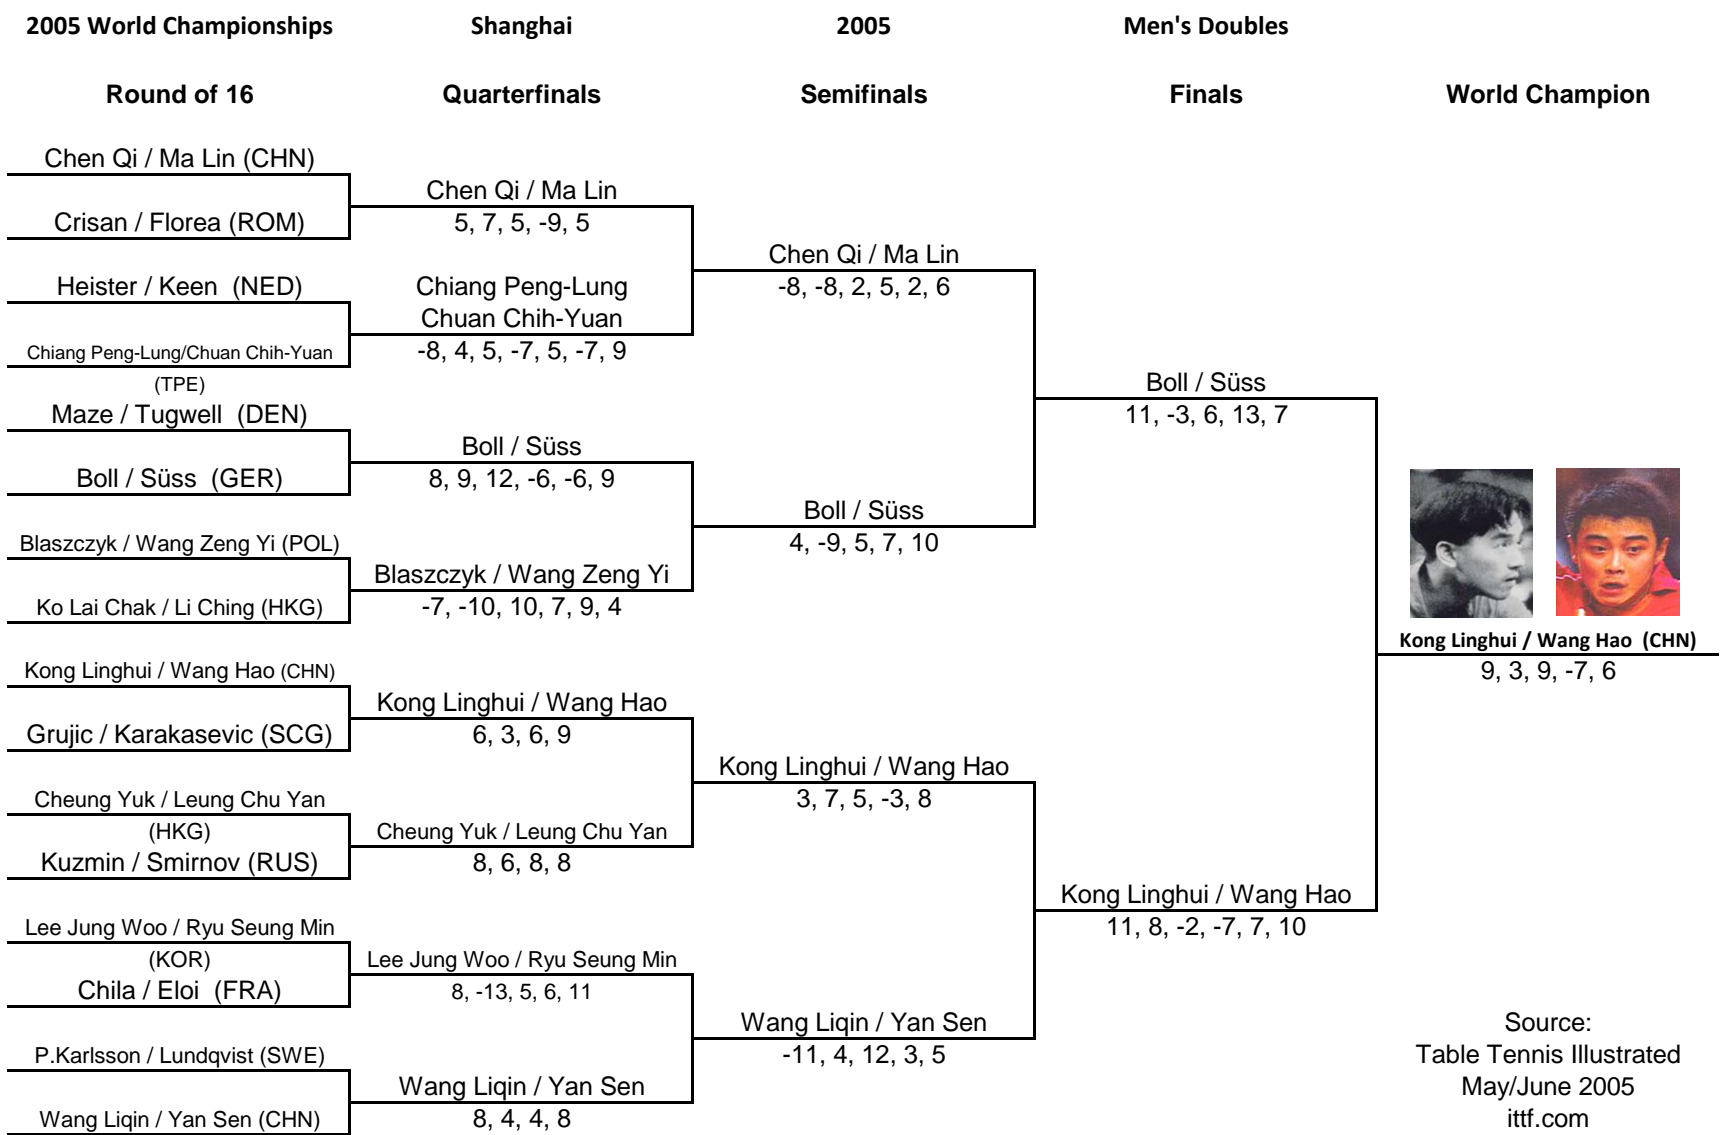 2005 World Championships Shanghai 2005 Men's Doubles
Round of 16 Quarterfinals Semifinals Finals World Champion
Chen Qi / Ma Lin (CHN)
Crisan / Florea (ROM)
Heister / Keen (NED)
Chiang Peng-Lung/Chuan Chih-Yuan
(TPE)
Maze / Tugwell (DEN)
Boll / Süss (GER)
Blaszczyk / Wang Zeng Yi (POL)
Ko Lai Chak / Li Ching (HKG)
Kong Linghui / Wang Hao (CHN)
Grujic / Karakasevic (SCG)
Cheung Yuk / Leung Chu Yan
(HKG)
Kuzmin / Smirnov (RUS)
Lee Jung Woo / Ryu Seung Min
(KOR)
Chila / Eloi (FRA)
P.Karlsson / Lundqvist (SWE)
Wang Liqin / Yan Sen (CHN)
Chen Qi / Ma Lin
5, 7, 5, -9, 5
Chiang Peng-Lung
Chuan Chih-Yuan
-8, 4, 5, -7, 5, -7, 9
Boll / Süss
8, 9, 12, -6, -6, 9
Blaszczyk / Wang Zeng Yi
-7, -10, 10, 7, 9, 4
Kong Linghui / Wang Hao
6, 3, 6, 9
Cheung Yuk / Leung Chu Yan
8, 6, 8, 8
Lee Jung Woo / Ryu Seung Min
8, -13, 5, 6, 11
Wang Liqin / Yan Sen
8, 4, 4, 8
Chen Qi / Ma Lin
-8, -8, 2, 5, 2, 6
Boll / Süss
4, -9, 5, 7, 10
Kong Linghui / Wang Hao
3, 7, 5, -3, 8
Wang Liqin / Yan Sen
-11, 4, 12, 3, 5
Boll / Süss
11, -3, 6, 13, 7
Kong Linghui / Wang Hao
11, 8, -2, -7, 7, 10
Kong Linghui / Wang Hao (CHN)
9, 3, 9, -7, 6
Source:
Table Tennis Illustrated
May/June 2005
ittf.com